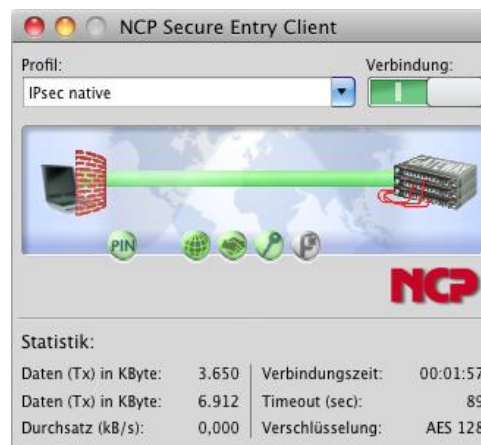 NCP Secure Entry Client
Profil:
Verbindung:
IPsec native
PIN
NCP
Statistik:
Daten (Tx) in KByte: 3.650 Verbindungszeit: 00:01:57
Daten (Tx) in KByte: 6.912 Timeout (sec): 89
Durchsatz (kB/s): 0,000 Verschlüsselung: AES 128